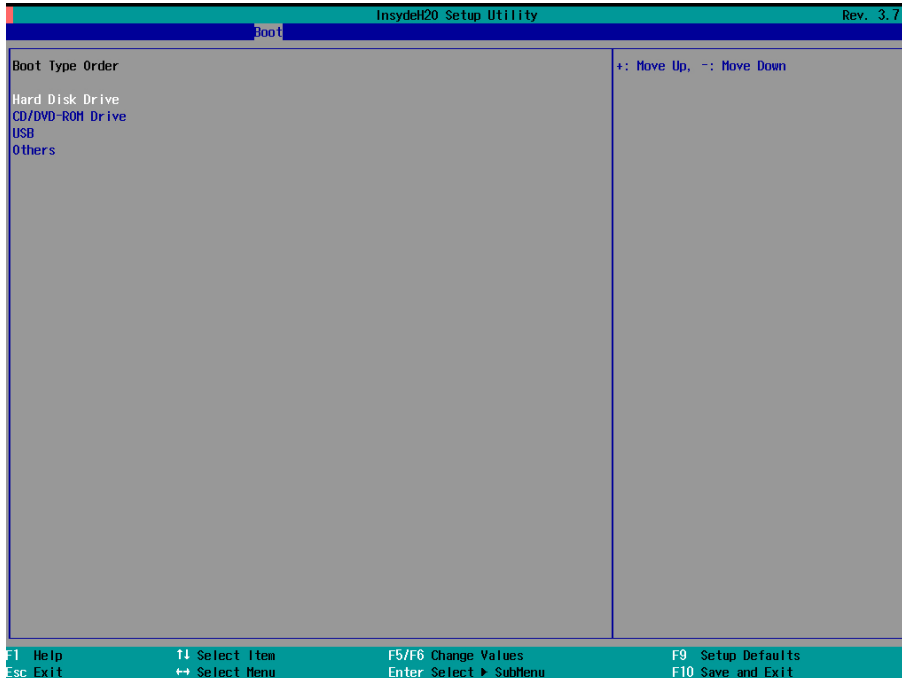 InsydeH20 Setup Utility Rev. 3.7
Boot
Boot Type Order
+: Move Up, -: Move Down
Hard Disk Drive
CD/DVD-ROM Drive
USB
Others
F1 Help ↑↓ Select Item F5/F6 Change Values F9 Setup Defaults
Esc Exit ↔ Select Menu Enter Select ▶ SubMenu F10 Save and Exit